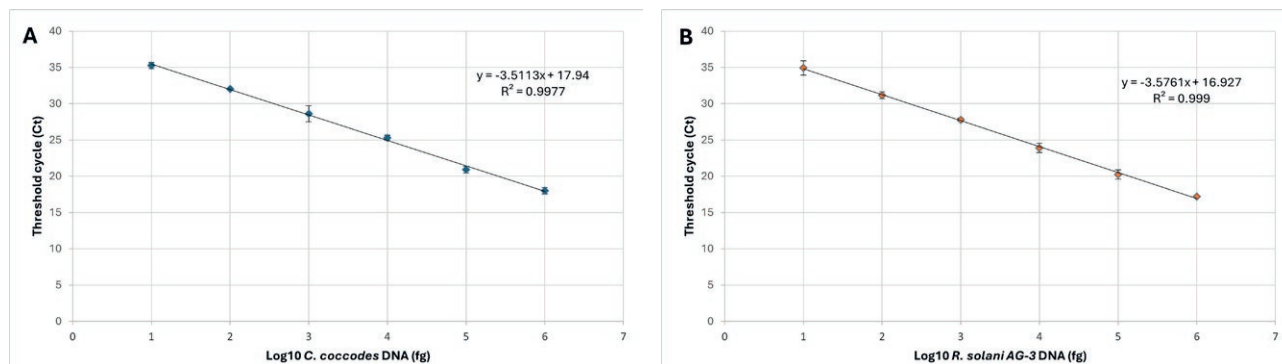 A
40
35
30
25
20
15
10
5
0
Threshold cycle (Ct)
y = -3.5113x + 17.94
R² = 0.9977
0 1 2 3 4 5 6 7
Log10 C. coccodes DNA (fg)
B
40
35
30
25
20
15
10
5
0
Threshold cycle (Ct)
y = -3.5761x + 16.927
R² = 0.999
0 1 2 3 4 5 6 7
Log10 R. solani AG-3 DNA (fg)